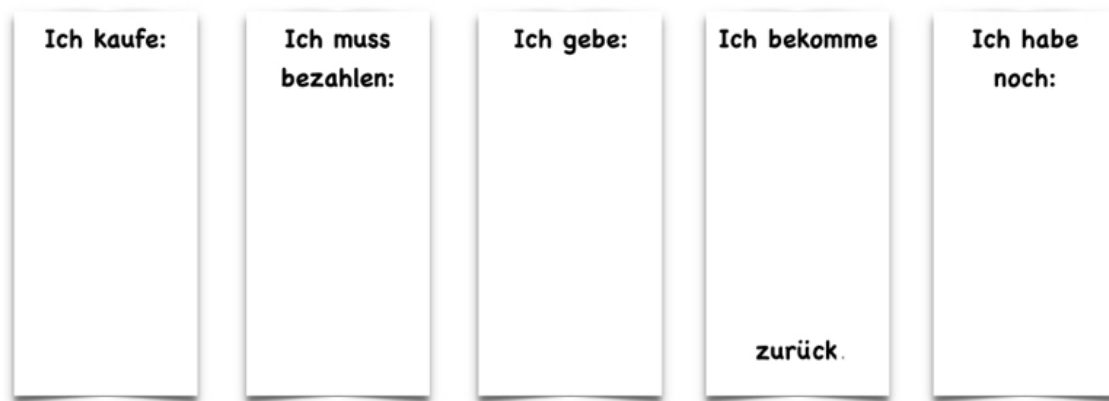 Ich kaufe:
Ich muss
bezahlen:
Ich gebe:
Ich bekomme
zurück.
Ich habe
noch: